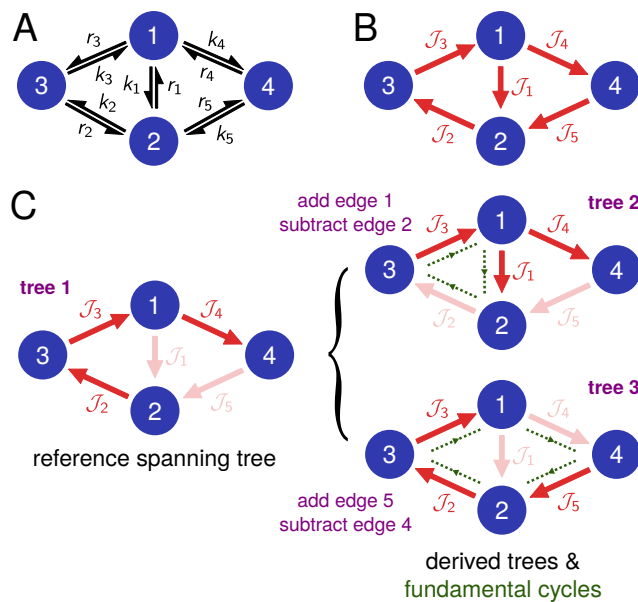 A
1
2
3
4
r₃
k₃
k₄
r₄
k₁
r₁
k₂
r₂
r₅
k₅
B
1
2
3
4
𝒥₃
𝒥₄
𝒥₁
𝒥₂
𝒥₅
C
tree 1
1
2
3
4
𝒥₃
𝒥₄
𝒥₁
𝒥₂
𝒥₅
reference spanning tree
add edge 1
subtract edge 2
tree 2
1
2
3
4
𝒥₃
𝒥₄
𝒥₁
𝒥₂
𝒥₅
tree 3
1
2
3
4
𝒥₃
𝒥₄
𝒥₁
𝒥₂
𝒥₅
add edge 5
subtract edge 4
derived trees &
fundamental cycles